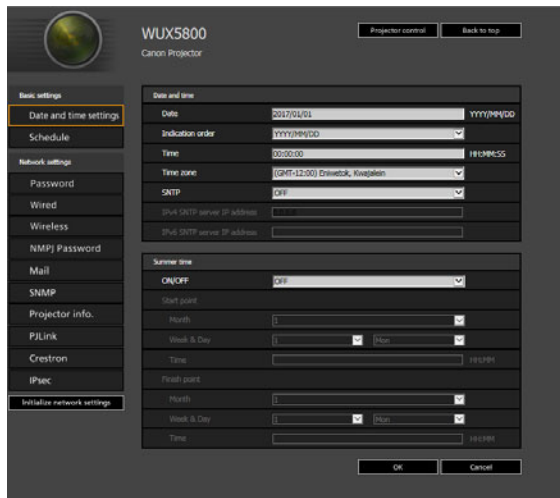 WUX5800
Canon Projector
Projector control
Back to top
Basic settings
Date and time settings
Schedule
Network settings
Password
Wired
Wireless
NMPJ Password
Mail
SNMP
Projector info.
PJLink
Crestron
IPsec
Initialize network settings
Date and time
Date 2017/01/01 YYYY/MM/DD
Indication order YYYY/MM/DD
Time 00:00:00 HH:MM:SS
Time zone (GMT-12:00) Eniwetok, Kwajalein
SNTP OFF
IPv4 SNTP server IP address
IPv6 SNTP server IP address
Summer time
ON/OFF OFF
Start point
Month 1
Week & Day 1 Mon
Time HH:MM
Finish point
Month 1
Week & Day 1 Mon
Time HH:MM
OK Cancel